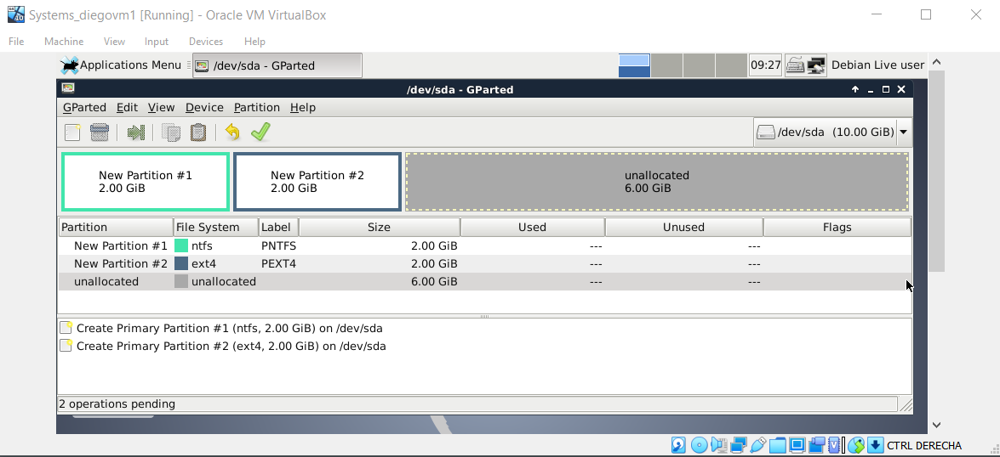 Systems_diegovm1 [Running] - Oracle VM VirtualBox
File Machine View Input Devices Help
Applications Menu /dev/sda - GParted 09:27 Debian Live user
/dev/sda - GParted
GParted Edit View Device Partition Help
/dev/sda (10.00 GiB)
New Partition #1 New Partition #2 unallocated
2.00 GiB 2.00 GiB 6.00 GiB
Partition File System Label Size Used Unused Flags
New Partition #1 ntfs PNTFS 2.00 GiB --- ---
New Partition #2 ext4 PEXT4 2.00 GiB --- ---
unallocated unallocated 6.00 GiB --- ---
Create Primary Partition #1 (ntfs, 2.00 GiB) on /dev/sda
Create Primary Partition #2 (ext4, 2.00 GiB) on /dev/sda
2 operations pending
CTRL DERECHA